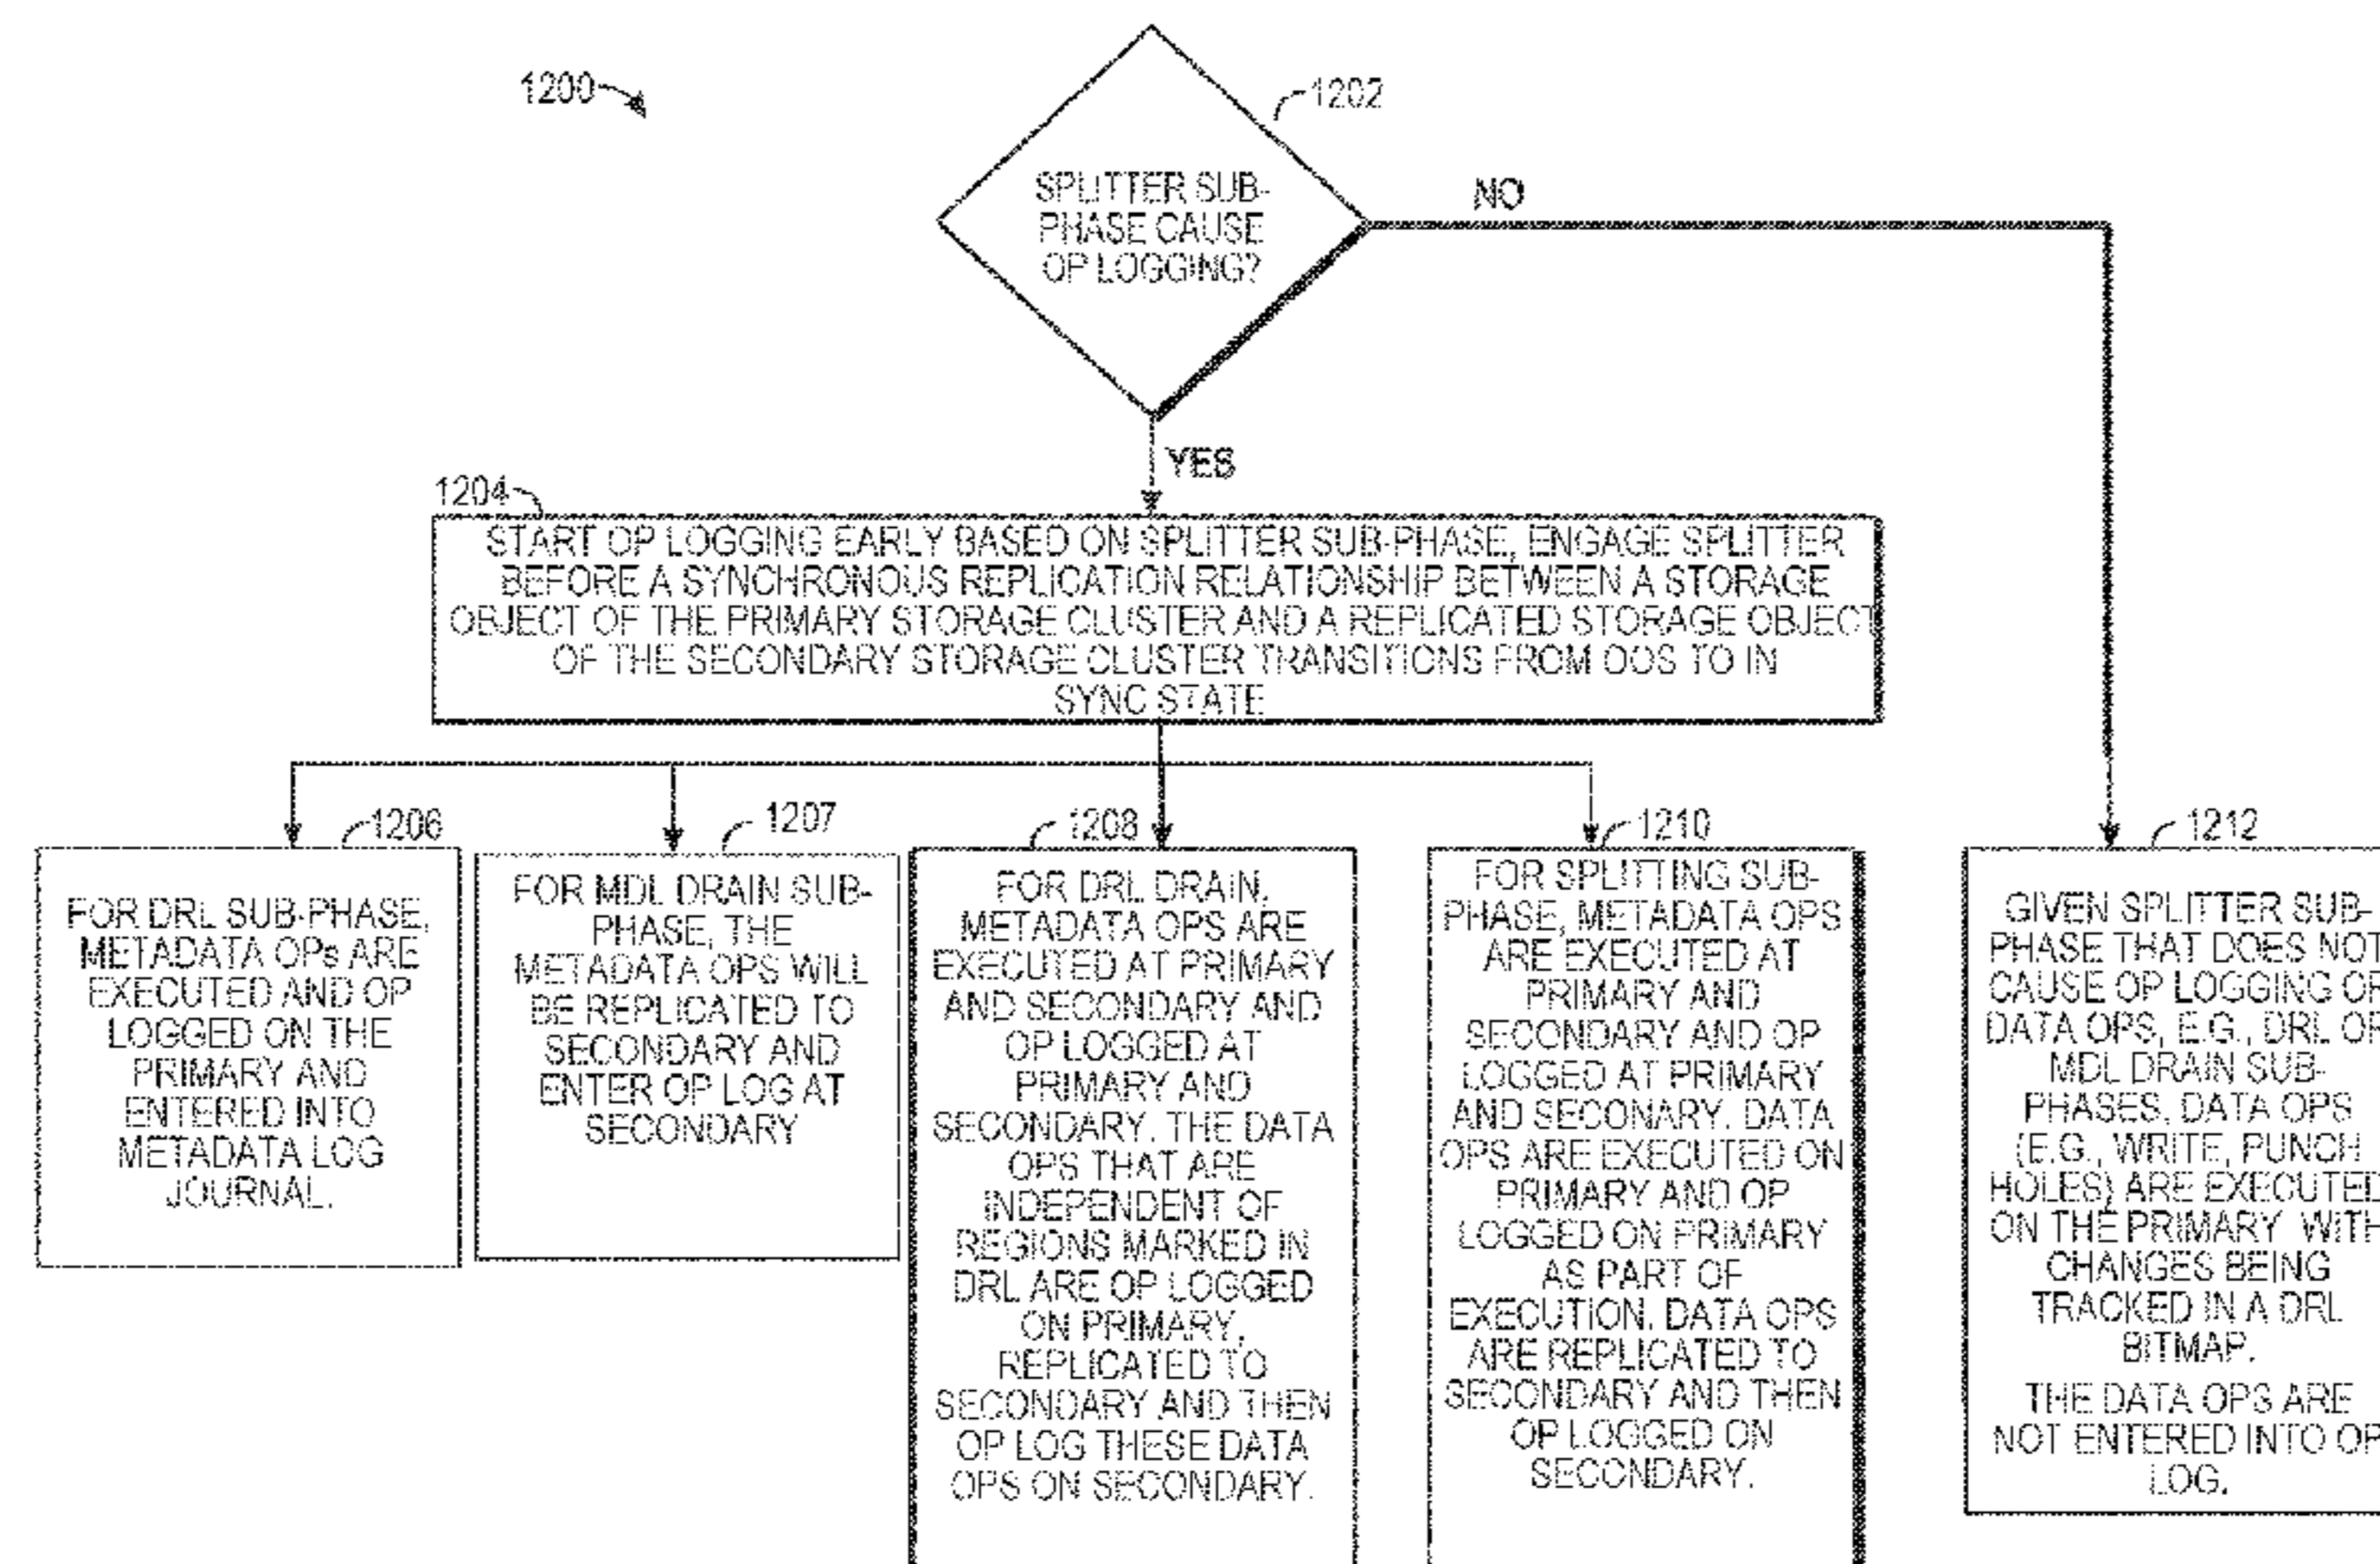 1200
1202
SPLITTER SUB-
PHASE CAUSE
OP LOGGING?
NO
YES
1204
START OP LOGGING EARLY BASED ON SPLITTER SUB-PHASE, ENGAGE SPLITTER
BEFORE A SYNCHRONOUS REPLICATION RELATIONSHIP BETWEEN A STORAGE
OBJECT OF THE PRIMARY STORAGE CLUSTER AND A REPLICATED STORAGE OBJECT
OF THE SECONDARY STORAGE CLUSTER TRANSITIONS FROM OOS TO IN
SYNC STATE
1206
FOR DRL SUB-PHASE,
METADATA OPs ARE
EXECUTED AND OP
LOGGED ON THE
PRIMARY AND
ENTERED INTO
METADATA LOG
JOURNAL.
1207
FOR MDL DRAIN SUB-
PHASE, THE
METADATA OPS WILL
BE REPLICATED TO
SECONDARY AND
ENTER OP LOG AT
SECONDARY
1208
FOR DRL DRAIN,
METADATA OPS ARE
EXECUTED AT PRIMARY
AND SECONDARY AND
OP LOGGED AT
PRIMARY AND
SECONDARY. THE DATA
OPS THAT ARE
INDEPENDENT OF
REGIONS MARKED IN
DRL ARE OP LOGGED
ON PRIMARY,
REPLICATED TO
SECONDARY AND THEN
OP LOG THESE DATA
OPS ON SECONDARY.
1210
FOR SPLITTING SUB-
PHASE, METADATA OPS
ARE EXECUTED AT
PRIMARY AND
SECONDARY AND OP
LOGGED AT PRIMARY
AND SECONARY. DATA
OPS ARE EXECUTED ON
PRIMARY AND OP
LOGGED ON PRIMARY
AS PART OF
EXECUTION. DATA OPS
ARE REPLICATED TO
SECONDARY AND THEN
OP LOGGED ON
SECONDARY.
1212
GIVEN SPLITTER SUB-
PHASE THAT DOES NOT
CAUSE OP LOGGING OR
DATA OPS, E.G., DRL OR
MDL DRAIN SUB-
PHASES, DATA OPS
(E.G., WRITE, PUNCH
HOLES) ARE EXECUTED
ON THE PRIMARY WITH
CHANGES BEING
TRACKED IN A DRL
BITMAP.
THE DATA OPS ARE
NOT ENTERED INTO OP
LOG.